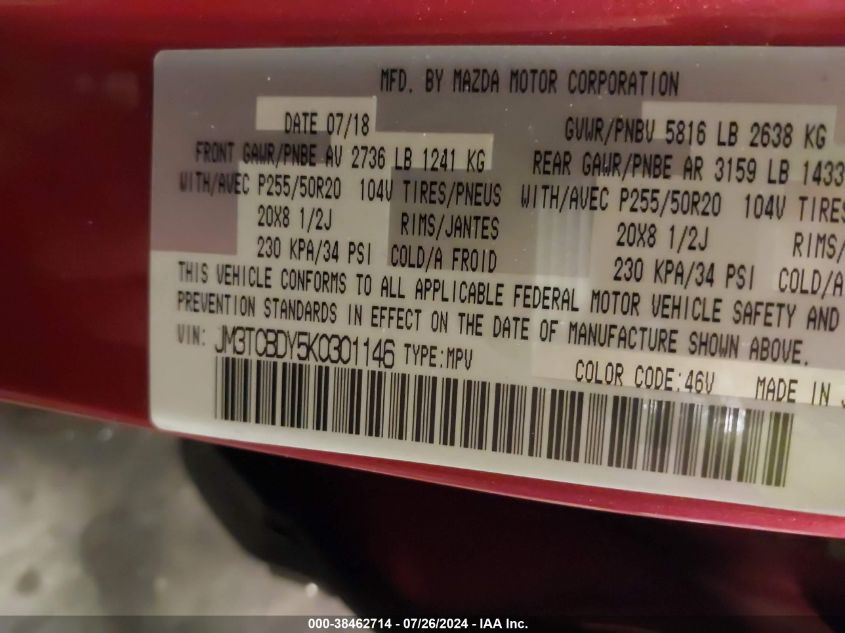 MFD. BY MAZDA MOTOR CORPORATION
DATE 07/18 GVWR/PNBV 5816 LB 2638 KG
FRONT GAWR/PNBE AV 2736 LB 1241 KG REAR GAWR/PNBE AR 3159 LB 1433
WITH/AVEC P255/50R20 104V TIRES/PNEUS WITH/AVEC P255/50R20 104V TIRES
20X8 1/2J RIMS/JANTES 20X8 1/2J RIMS/
230 KPA/34 PSI COLD/A FROID 230 KPA/34 PSI COLD/A
THIS VEHICLE CONFORMS TO ALL APPLICABLE FEDERAL MOTOR VEHICLE SAFETY AND
PREVENTION STANDARDS IN EFFECT ON THE DATE OF MANUFACTURE SHOWN ABOVE.
VIN: JM3TCBDY5K0301146 TYPE:MPV COLOR CODE:46V MADE IN J
000-38462714 - 07/26/2024 - IAA Inc.